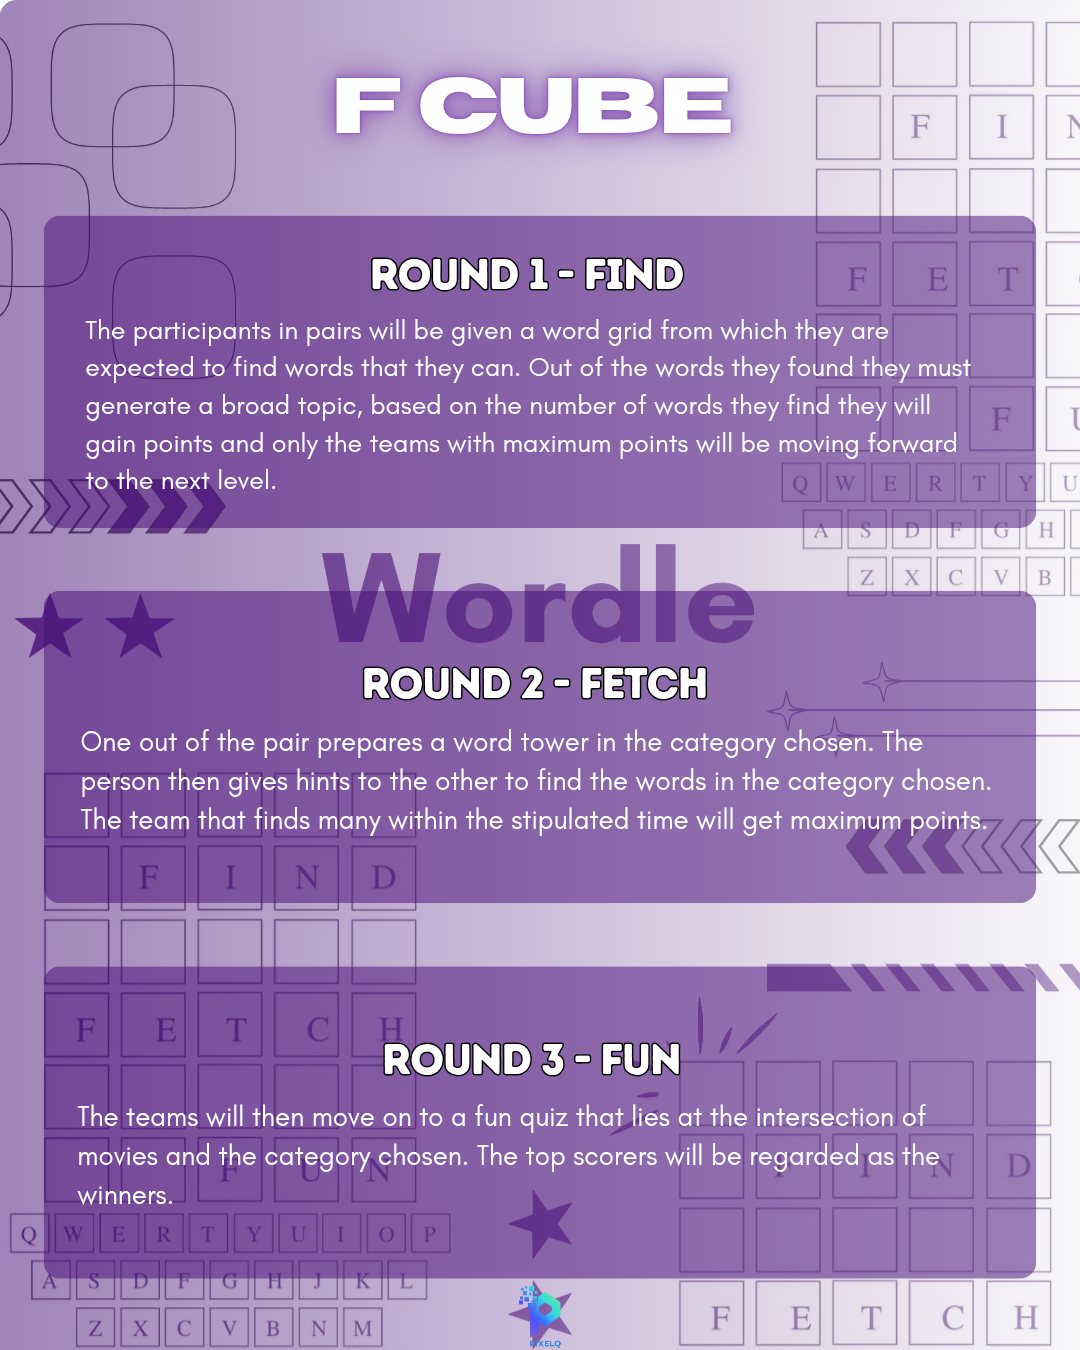 F CUBE
F I N
F E T
F U
Q W E R T Y U
A S D F G H
Z X C V B
ROUND 1 - FIND
The participants in pairs will be given a word grid from which they are
expected to find words that they can. Out of the words they found they must
generate a broad topic, based on the number of words they find they will
gain points and only the teams with maximum points will be moving forward
to the next level.
Wordle
ROUND 2 - FETCH
One out of the pair prepares a word tower in the category chosen. The
person then gives hints to the other to find the words in the category chosen.
The team that finds many within the stipulated time will get maximum points.
F I N D
F E T C H
ROUND 3 - FUN
The teams will then move on to a fun quiz that lies at the intersection of
movies and the category chosen. The top scorers will be regarded as the
winners.
F U N
F I N D
Q W E R T Y U I O P
A S D F G H J K L
Z X C V B N M
F E T C H
PIXELQ